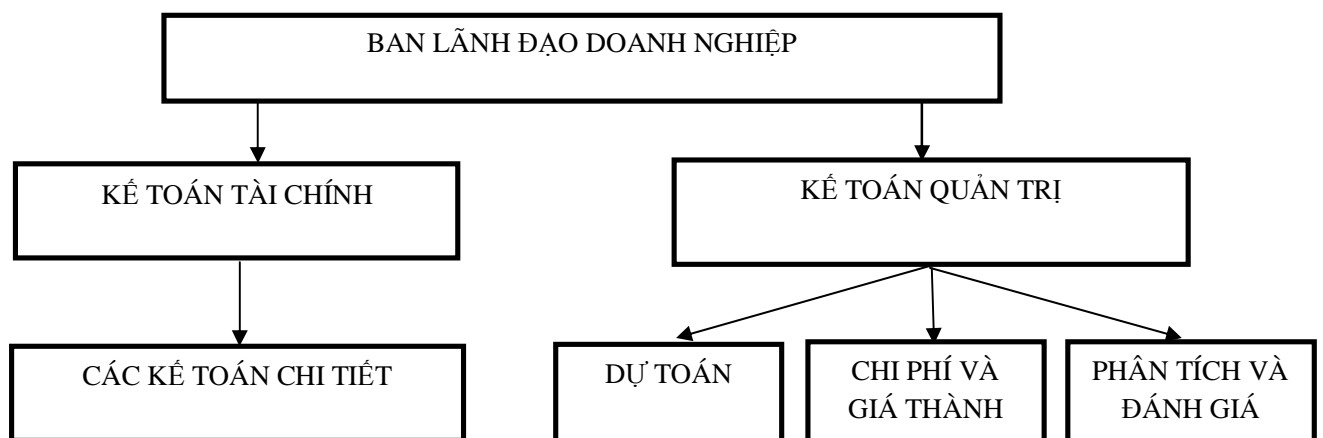 BAN LÃNH ĐẠO DOANH NGHIỆP
KẾ TOÁN TÀI CHÍNH
KẾ TOÁN QUẢN TRỊ
CÁC KẾ TOÁN CHI TIẾT
DỰ TOÁN
CHI PHÍ VÀ
GIÁ THÀNH
PHÂN TÍCH VÀ
ĐÁNH GIÁ